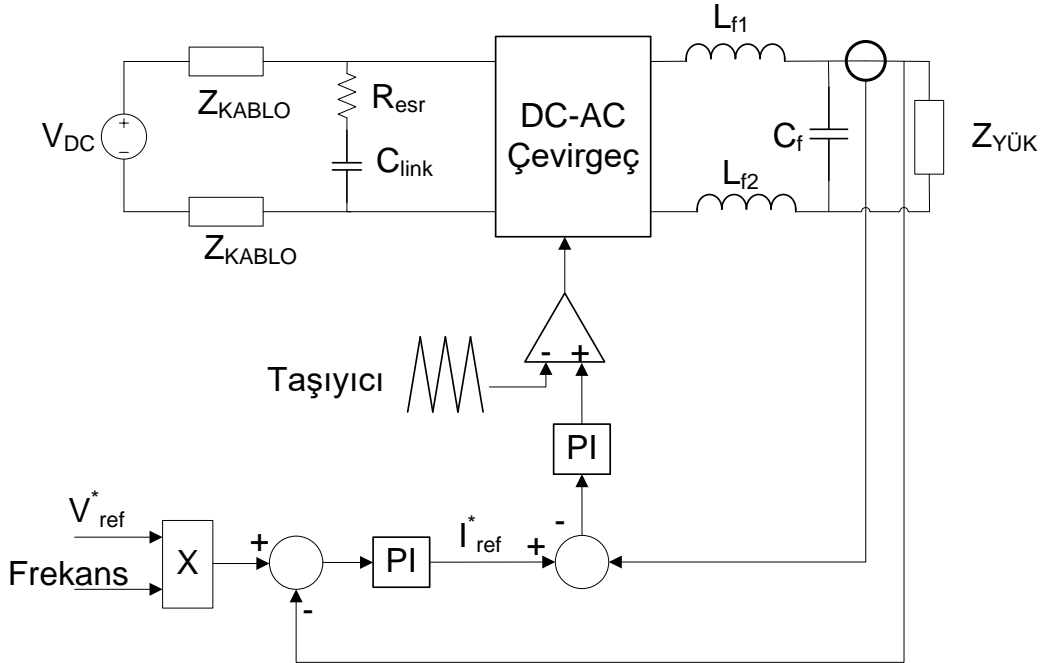 L_f1
Z_KABLO
R_esr
DC-AC
Çevirgeç
V_DC
+
−
C_link
C_f
Z_YÜK
L_f2
Z_KABLO
- +
Taşıyıcı
PI
V*_ref
-
I*_ref
+
+
X
PI
Frekans
-